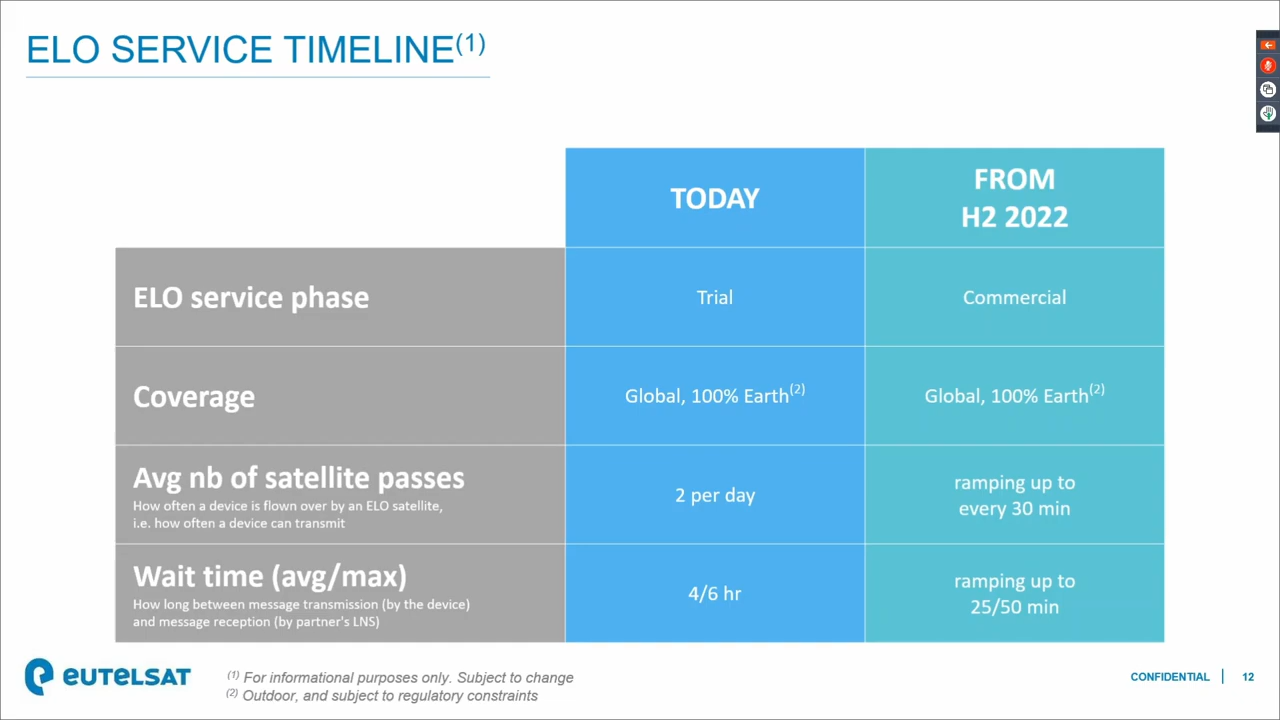 ELO SERVICE TIMELINE(1)
TODAY
FROM
H2 2022
ELO service phase
Trial
Commercial
Coverage
Global, 100% Earth(2)
Global, 100% Earth(2)
Avg nb of satellite passes
How often a device is flown over by an ELO satellite,
i.e. how often a device can transmit
2 per day
ramping up to
every 30 min
Wait time (avg/max)
How long between message transmission (by the device)
and message reception (by partner's LNS)
4/6 hr
ramping up to
25/50 min
eutelsat
(1) For informational purposes only. Subject to change
(2) Outdoor, and subject to regulatory constraints
CONFIDENTIAL | 12